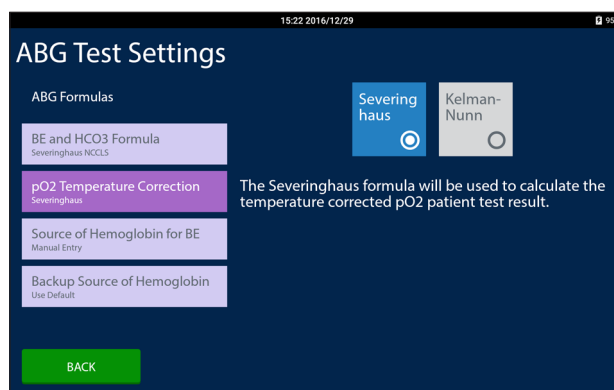 15:22 2016/12/29
95
ABG Test Settings
ABG Formulas
BE and HCO3 Formula
Severinghaus NCCLS
pO2 Temperature Correction
Severinghaus
Source of Hemoglobin for BE
Manual Entry
Backup Source of Hemoglobin
Use Default
BACK
Severing
haus
Kelman-
Nunn
The Severinghaus formula will be used to calculate the
temperature corrected pO2 patient test result.